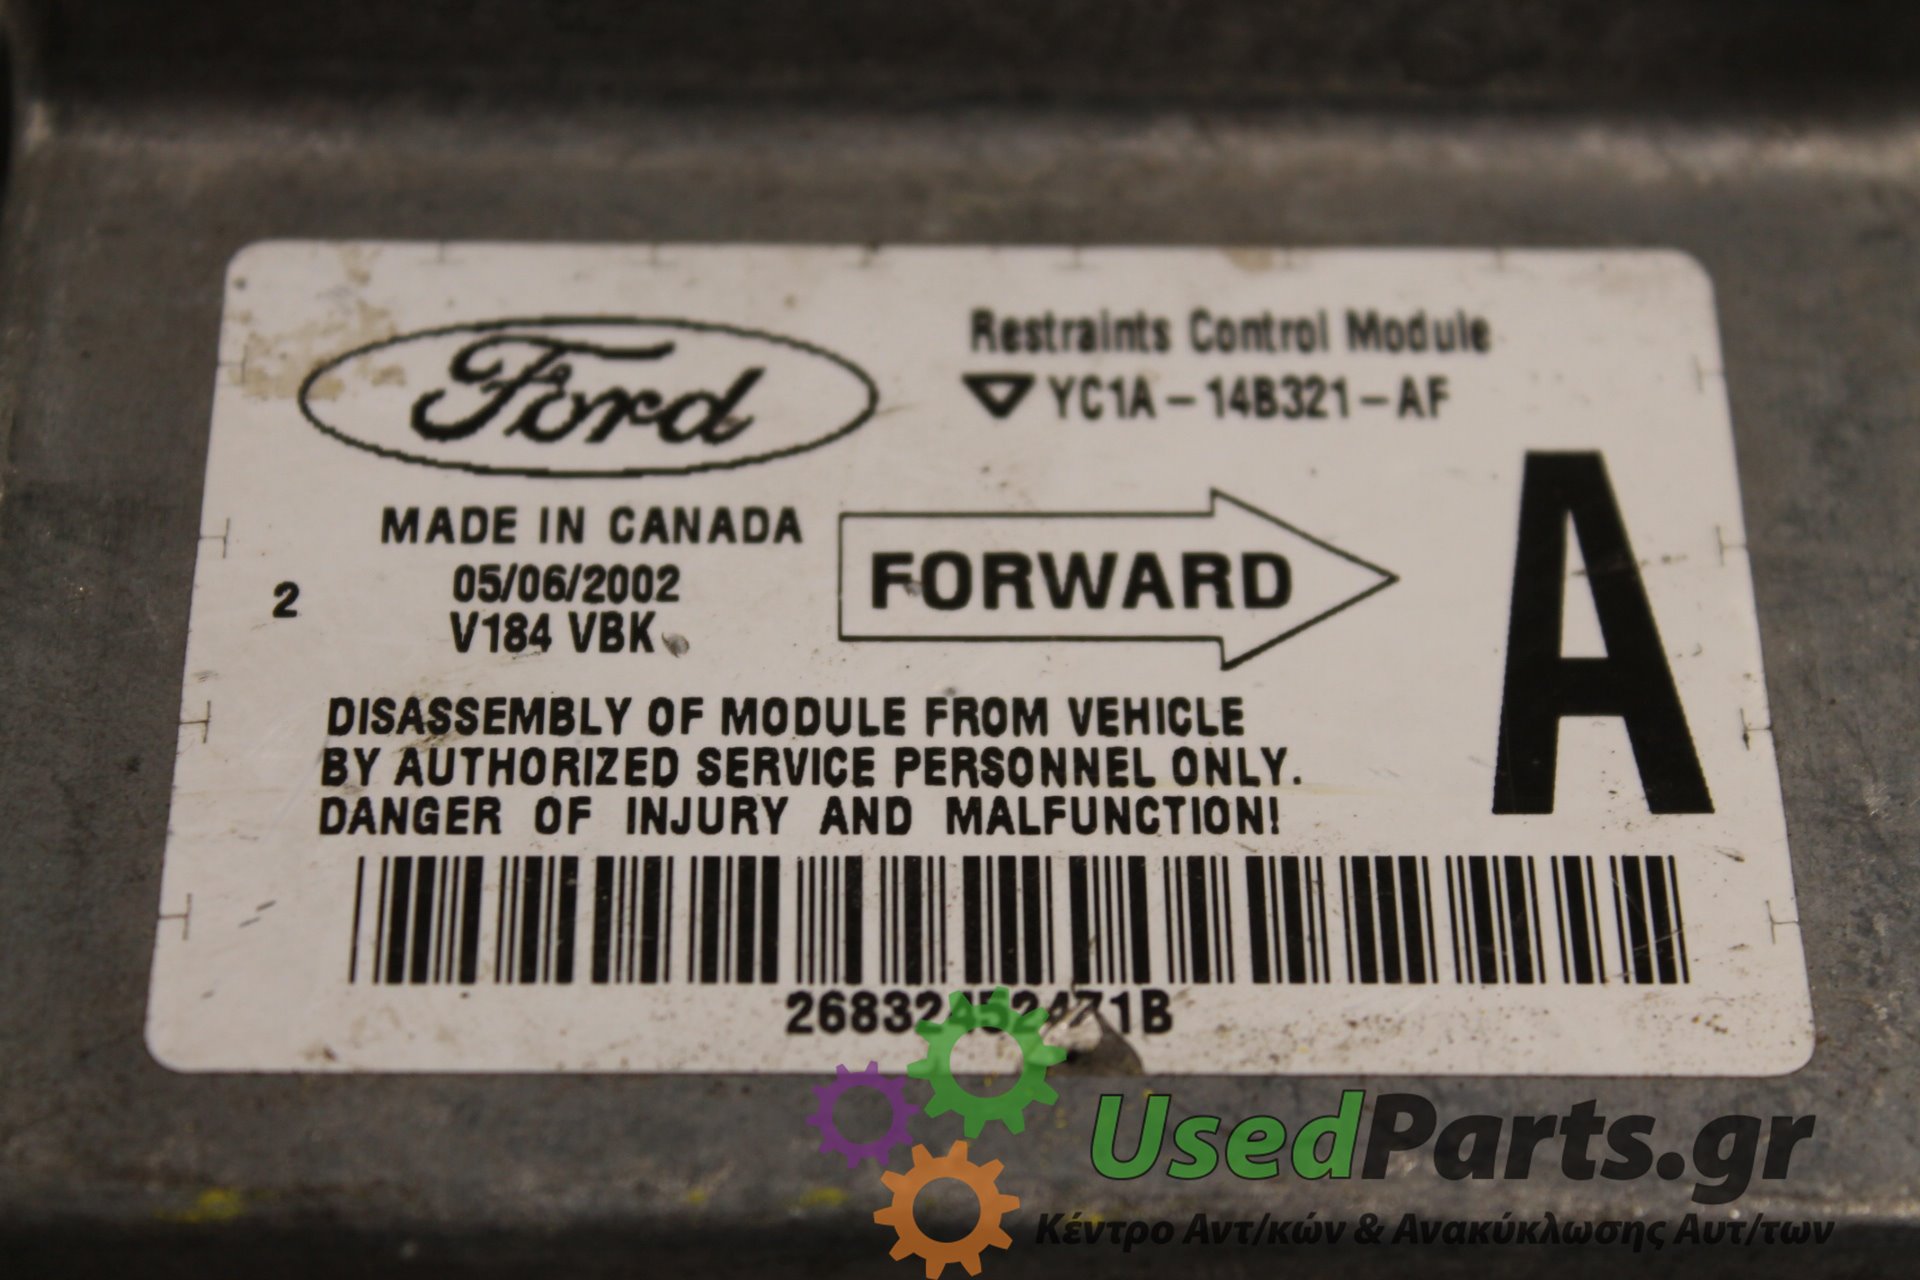 Ford
Restraints Control Module
YC1A-14B321-AF
MADE IN CANADA
05/06/2002
2
V184 VBK
FORWARD
A
DISASSEMBLY OF MODULE FROM VEHICLE
BY AUTHORIZED SERVICE PERSONNEL ONLY.
DANGER OF INJURY AND MALFUNCTION!
26832452471B
UsedParts.gr
Κέντρο Αντ/κών & Ανακύκλωσης Αυτ/των